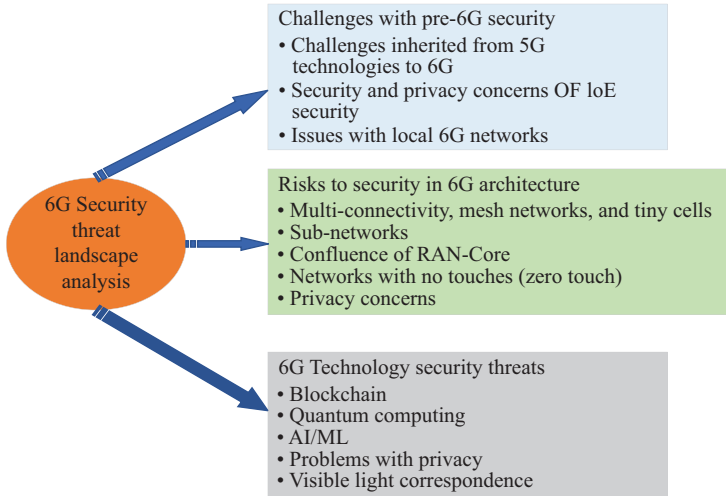 6G Security
threat
landscape
analysis
Challenges with pre-6G security
• Challenges inherited from 5G
technologies to 6G
• Security and privacy concerns OF loE
security
• Issues with local 6G networks
Risks to security in 6G architecture
• Multi-connectivity, mesh networks, and tiny cells
• Sub-networks
• Confluence of RAN-Core
• Networks with no touches (zero touch)
• Privacy concerns
6G Technology security threats
• Blockchain
• Quantum computing
• AI/ML
• Problems with privacy
• Visible light correspondence